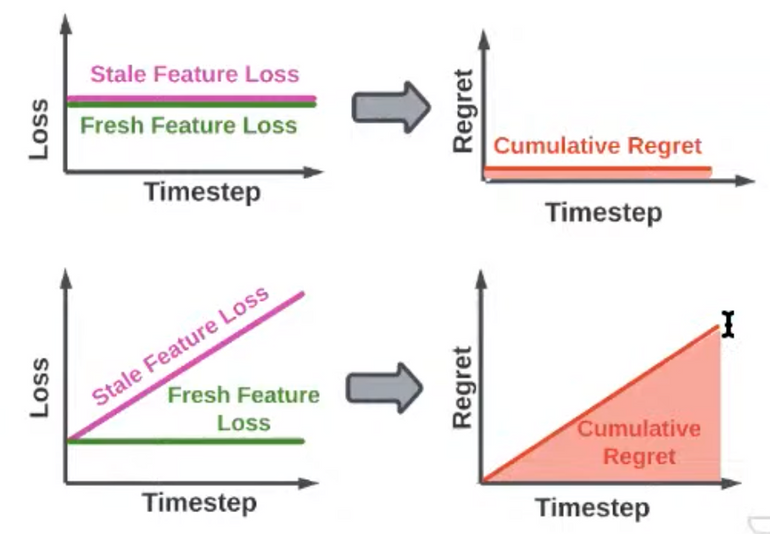 Stale Feature Loss
Fresh Feature Loss
Loss
Timestep
Cumulative Regret
Regret
Timestep
Stale Feature Loss
Fresh Feature
Loss
Loss
Timestep
Cumulative
Regret
Regret
Timestep